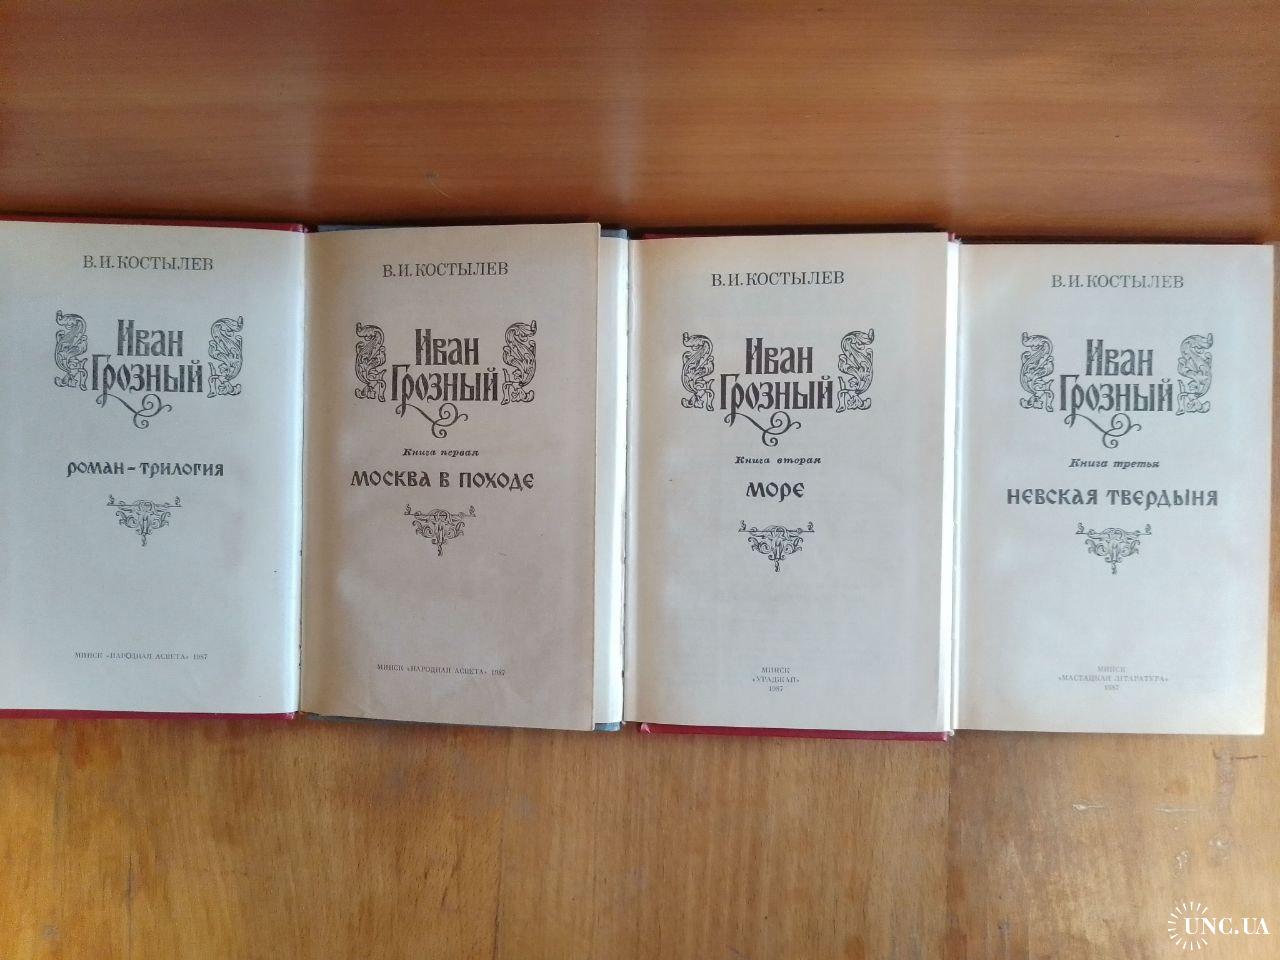 В. И. КОСТЫЛЕВ
Иван
Грозный
РОМАН-ТРИЛОГИЯ
МИНСК «НАРОДНАЯ АСВЕТА» 1987
В. И. КОСТЫЛЕВ
Иван
Грозный
Книга первая
МОСКВА В ПОХОДЕ
МИНСК «НАРОДНАЯ АСВЕТА» 1987
В. И. КОСТЫЛЕВ
Иван
Грозный
Книга вторая
МОРЕ
МИНСК
«УРАДЖАЙ»
1987
В. И. КОСТЫЛЕВ
Иван
Грозный
Книга третья
НЕВСКАЯ ТВЕРДЫНЯ
МИНСК
«МАСТАЦКАЯ ЛІТАРАТУРА»
1987
UNC.UA